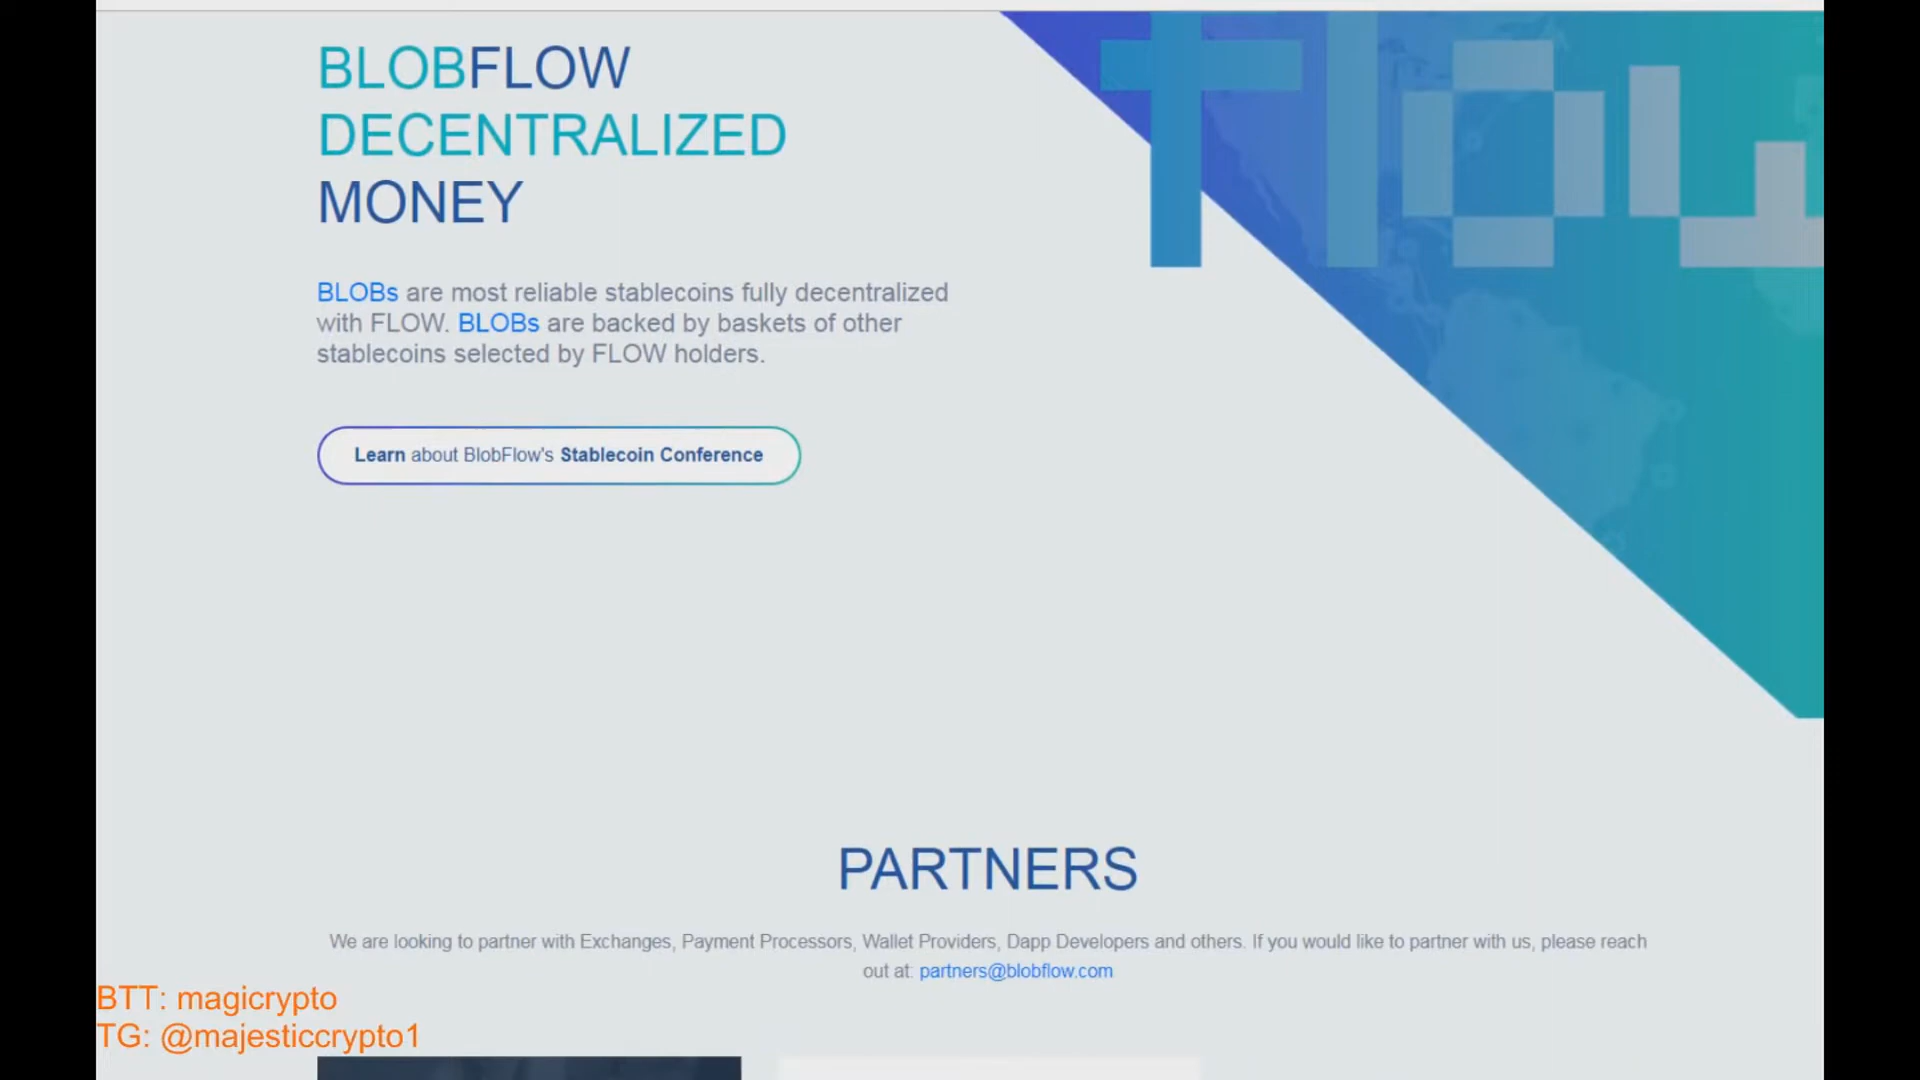 BLOBFLOW
DECENTRALIZED
MONEY
flow
BLOBs are most reliable stablecoins fully decentralized
with FLOW. BLOBs are backed by baskets of other
stablecoins selected by FLOW holders.
Learn about BlobFlow's Stablecoin Conference
PARTNERS
We are looking to partner with Exchanges, Payment Processors, Wallet Providers, Dapp Developers and others. If you would like to partner with us, please reach
out at: partners@blobflow.com
BTT: magicrypto
TG: @majesticcrypto1